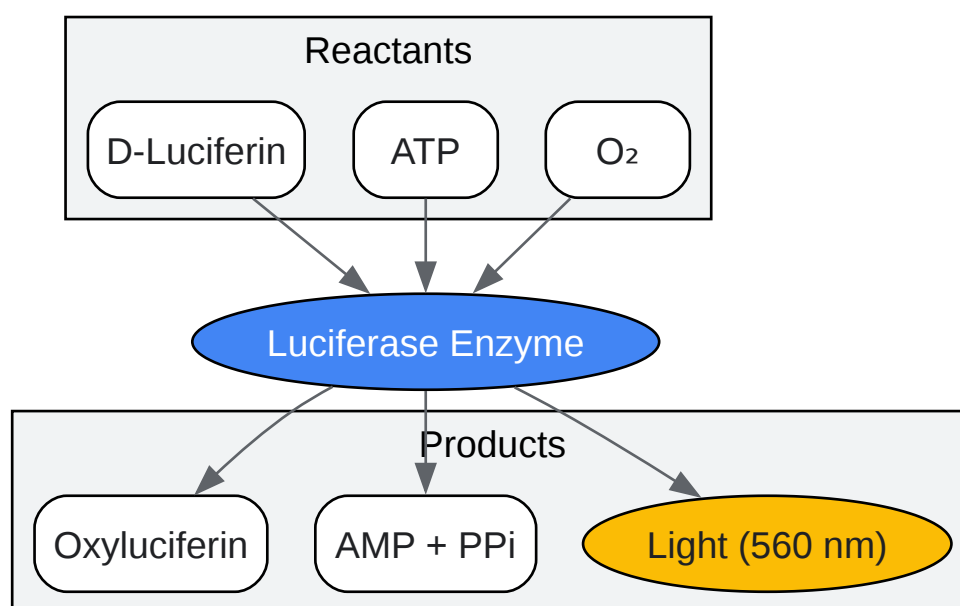 Reactants
D-Luciferin
ATP
O₂
Luciferase Enzyme
Products
Oxyluciferin
AMP + PPi
Light (560 nm)